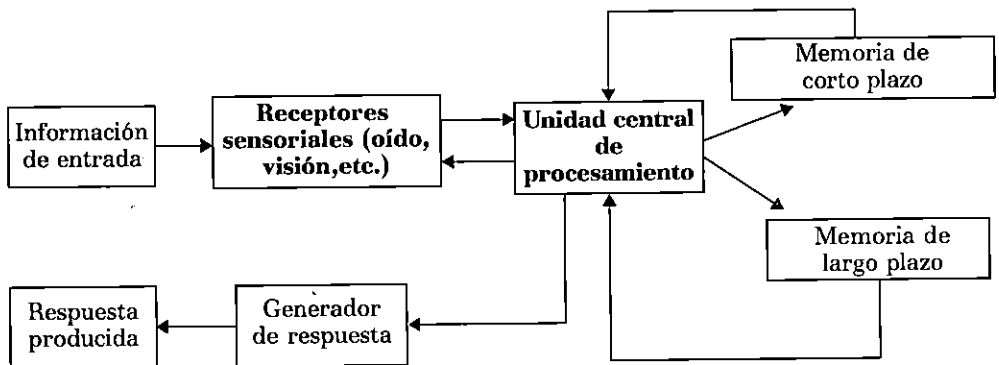 Información
de entrada
Receptores
sensoriales (oído,
visión,etc.)
Unidad central
de
procesamiento
Memoria de
corto plazo
Memoria de
largo plazo
Generador
de respuesta
Respuesta
producida